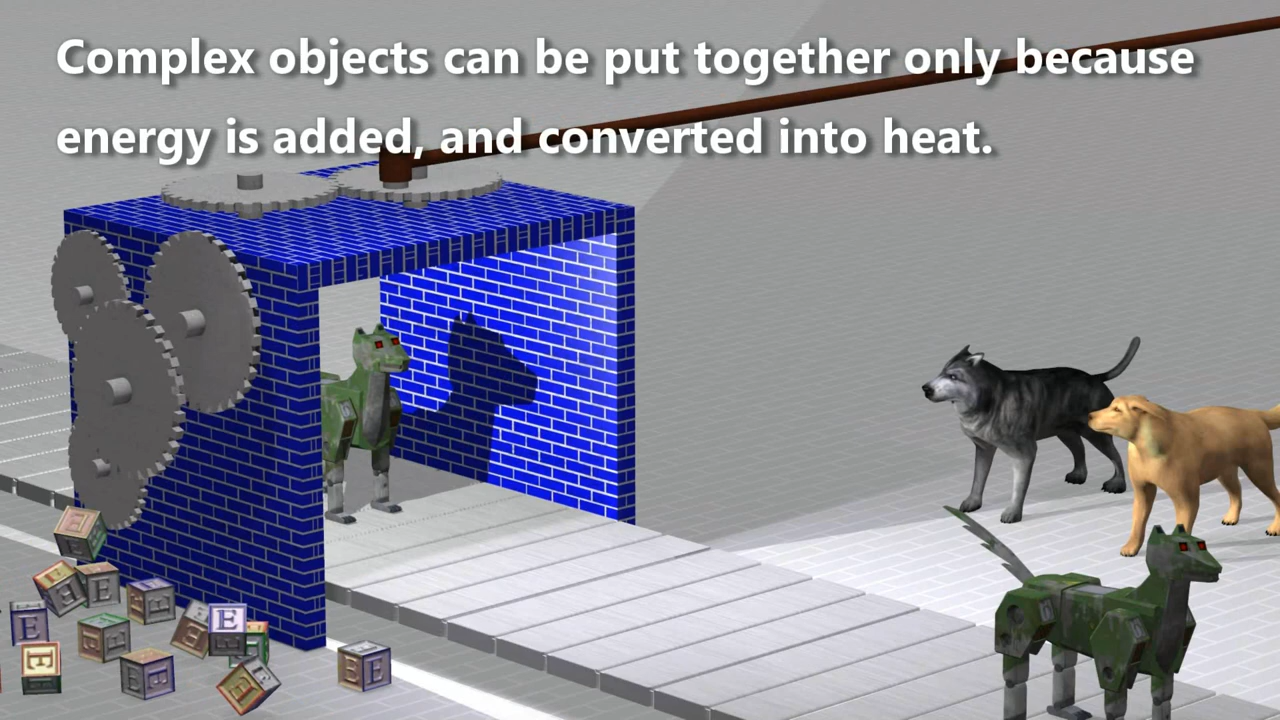 Complex objects can be put together only because
energy is added, and converted into heat.
E
E
E
E
E
E
E
E
E
E
E
E